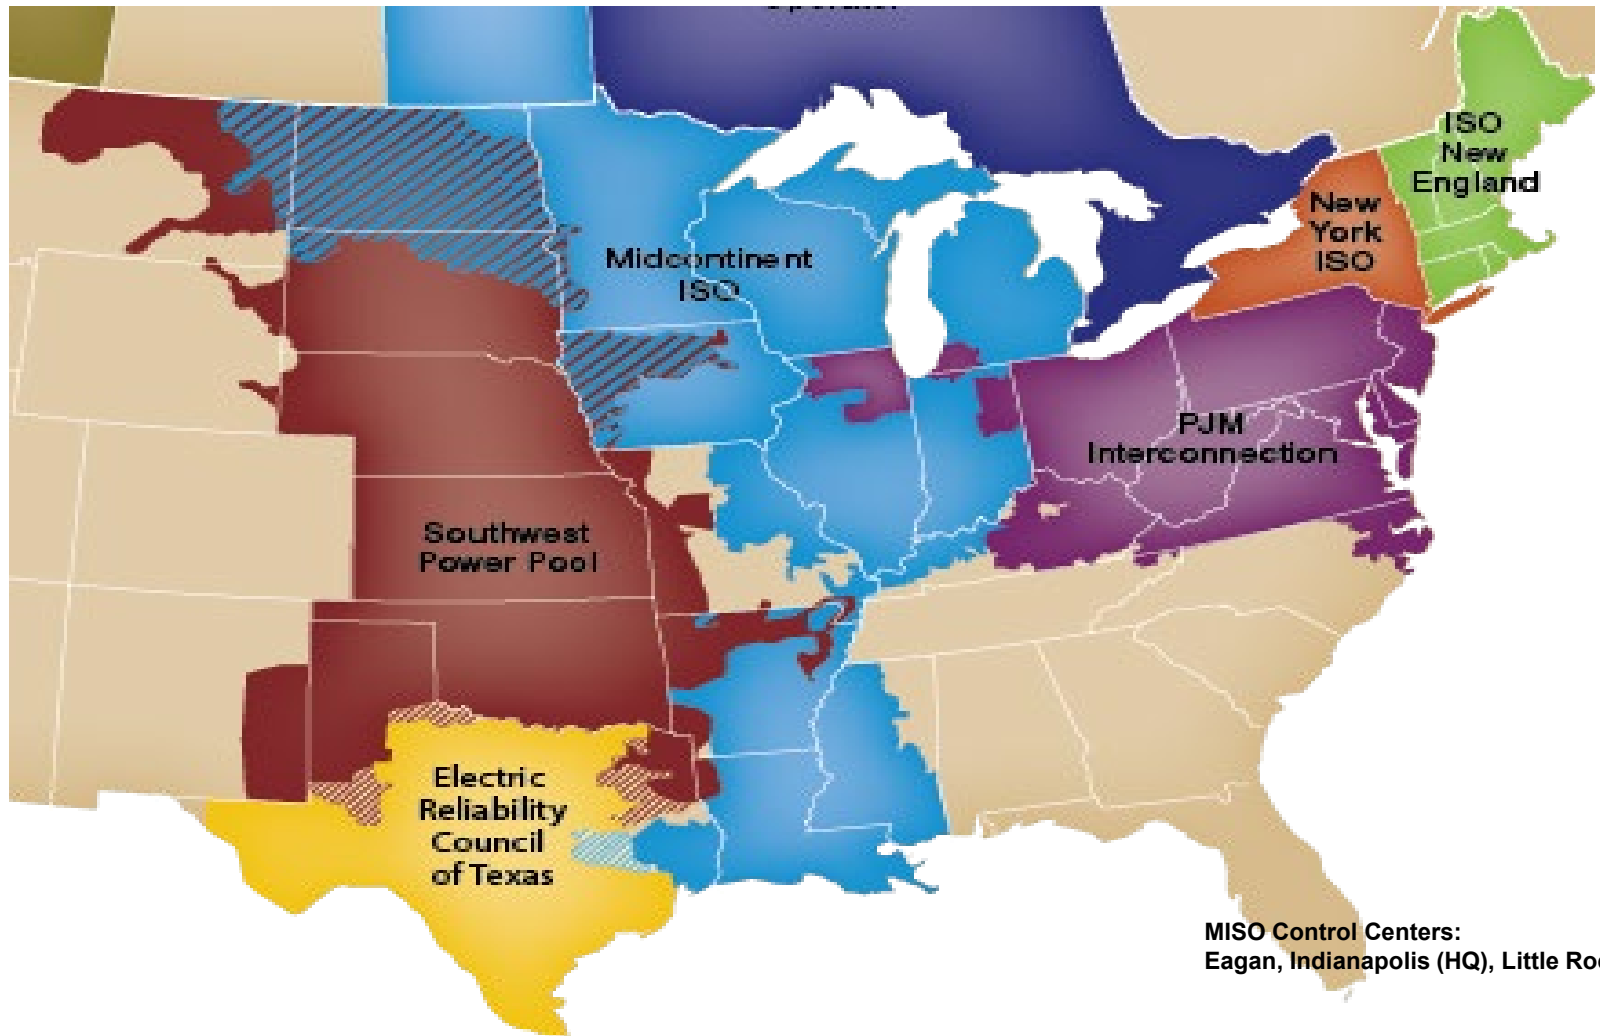 ISO
New
England
New
York
ISO
Midcontinent
ISO
PJM
Interconnection
Southwest
Power Pool
Electric
Reliability
Council
of Texas
MISO Control Centers:
Eagan, Indianapolis (HQ), Little